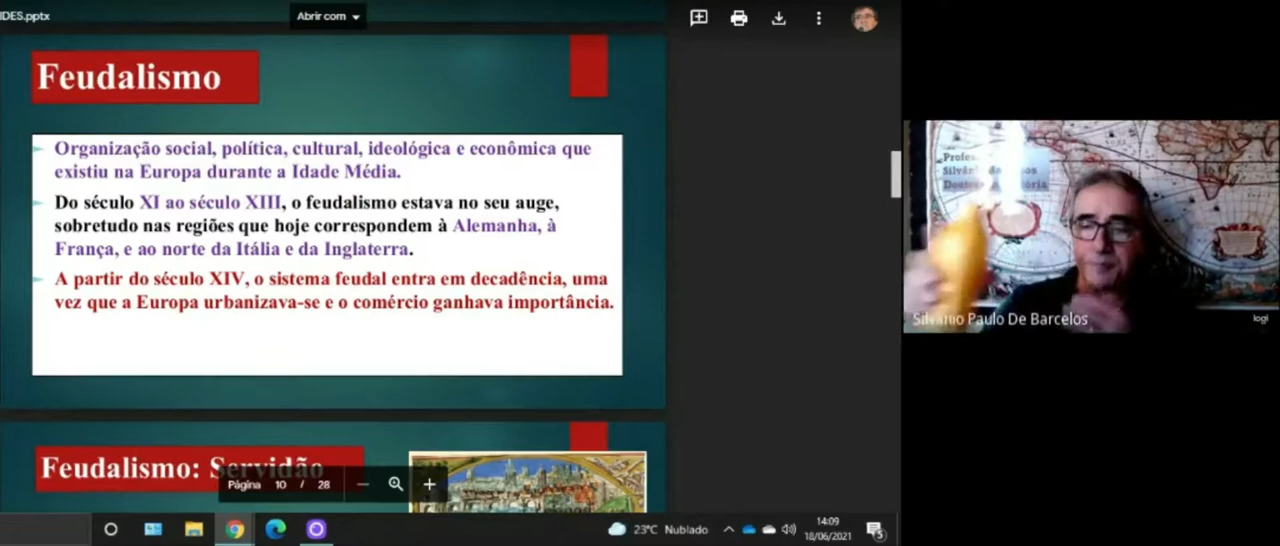 IDES.pptx
Abrir com
Feudalismo
Organização social, política, cultural, ideológica e econômica que
existiu na Europa durante a Idade Média.
Do século XI ao século XIII, o feudalismo estava no seu auge,
sobretudo nas regiões que hoje correspondem à Alemanha, à
França, e ao norte da Itália e da Inglaterra.
A partir do século XIV, o sistema feudal entra em decadência, uma
vez que a Europa urbanizava-se e o comércio ganhava importância.
Feudalismo: Servidão
Página 10 / 28
Silvanio Paulo De Barcelos
logi
23°C Nublado
14:09
18/06/2021
5